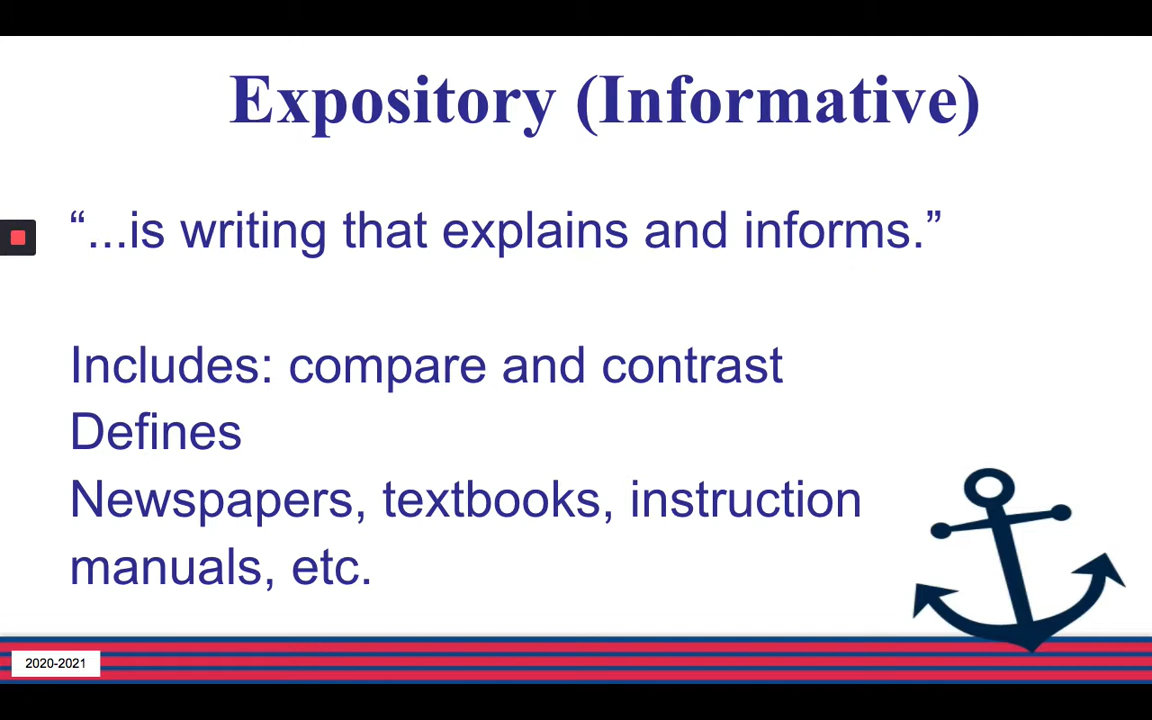 Expository (Informative)
“...is writing that explains and informs.”
Includes: compare and contrast
Defines
Newspapers, textbooks, instruction
manuals, etc.
2020-2021